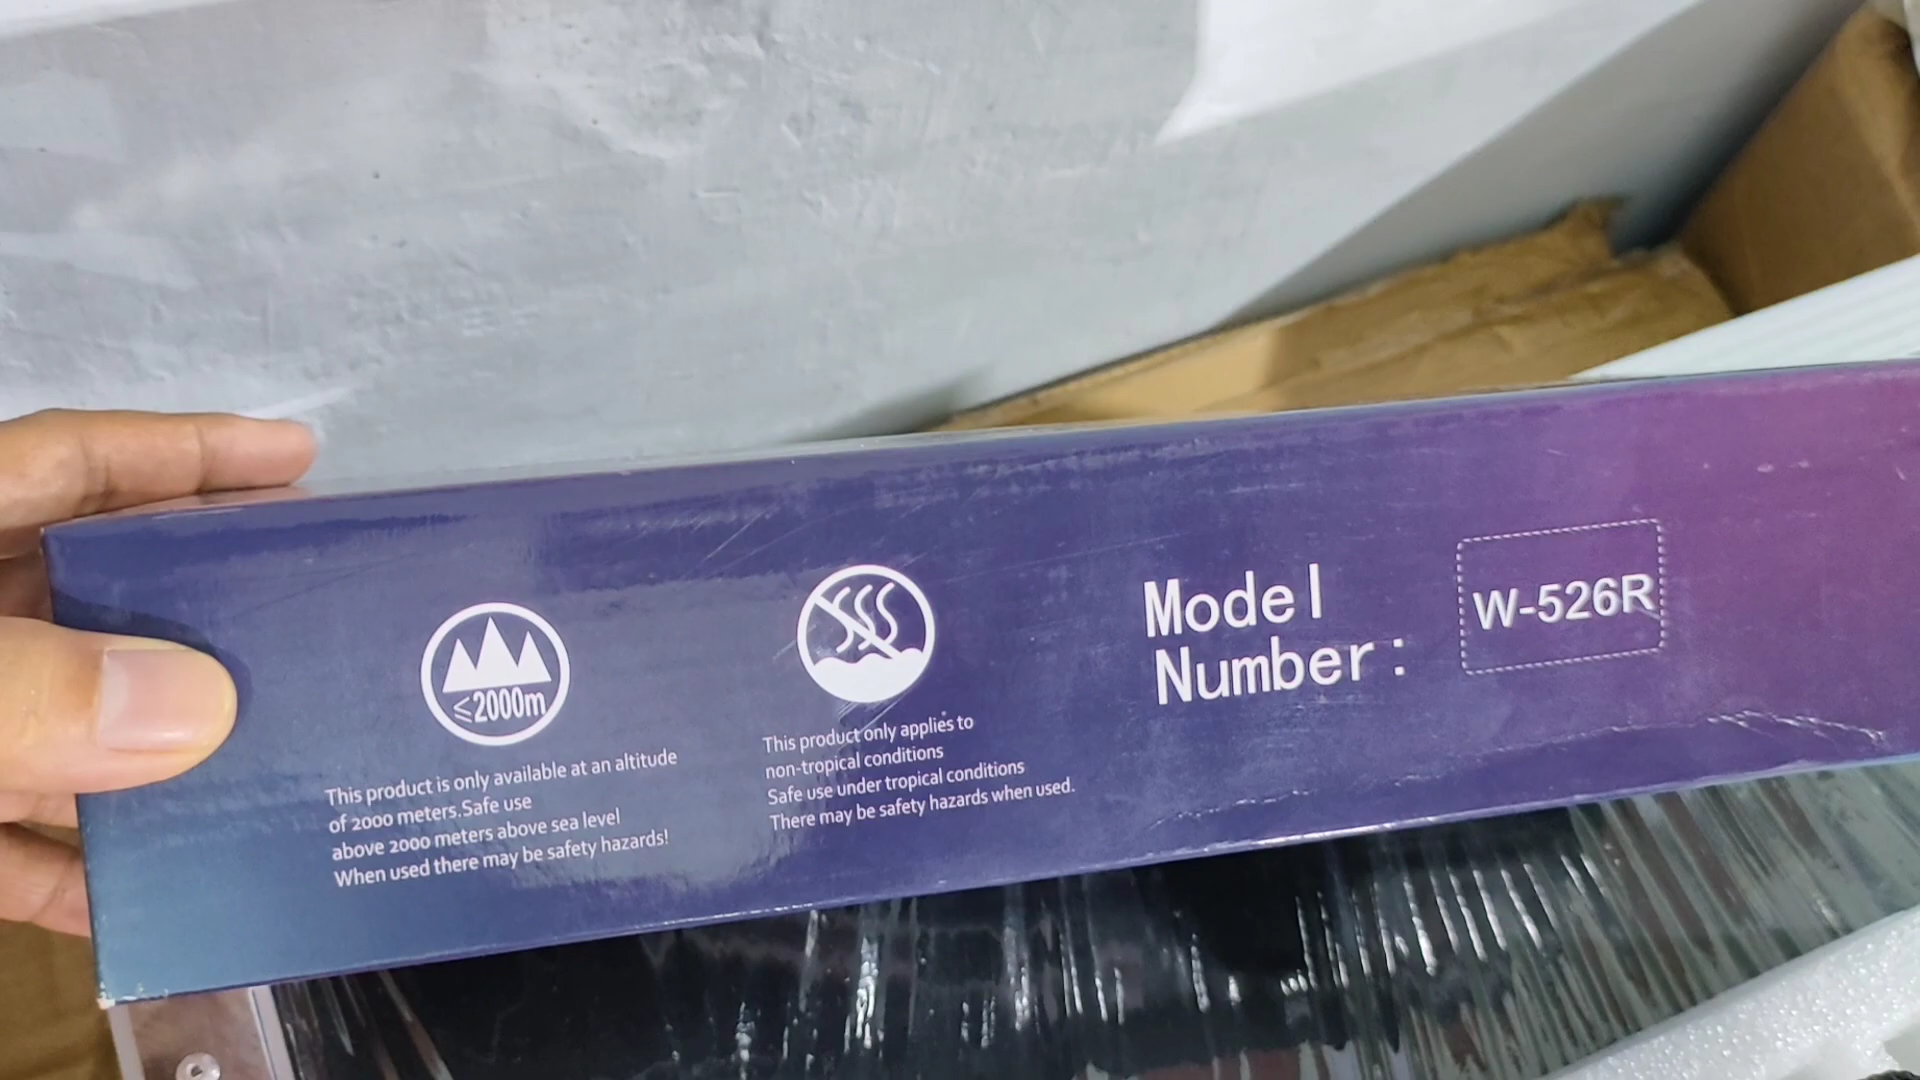 ≤2000m
This product is only available at an altitude
of 2000 meters.Safe use
above 2000 meters above sea level
When used there may be safety hazards!
This product only applies to
non-tropical conditions
Safe use under tropical conditions
There may be safety hazards when used.
Model
Number:
W-526R